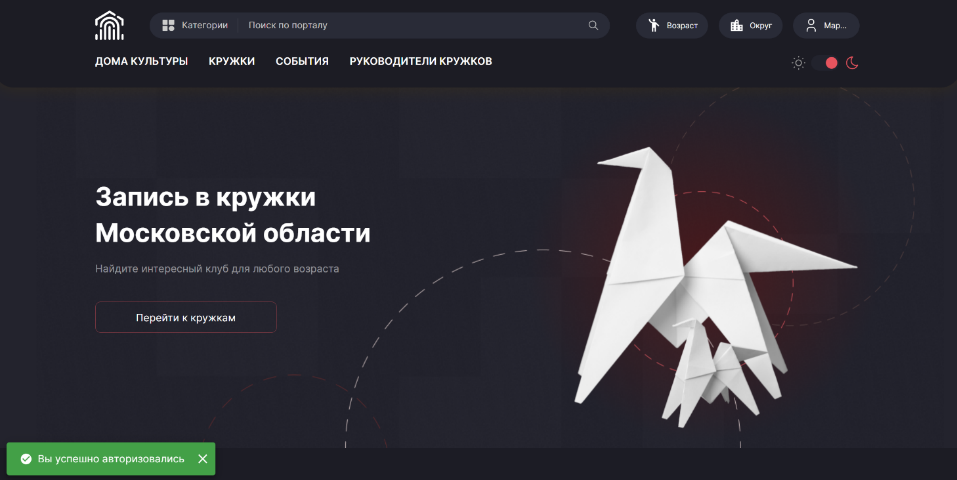 Категории
Поиск по порталу
Возраст
Округ
Мар...
ДОМА КУЛЬТУРЫ
КРУЖКИ
СОБЫТИЯ
РУКОВОДИТЕЛИ КРУЖКОВ
Запись в кружки
Московской области
Найдите интересный клуб для любого возраста
Перейти к кружкам
Вы успешно авторизовались